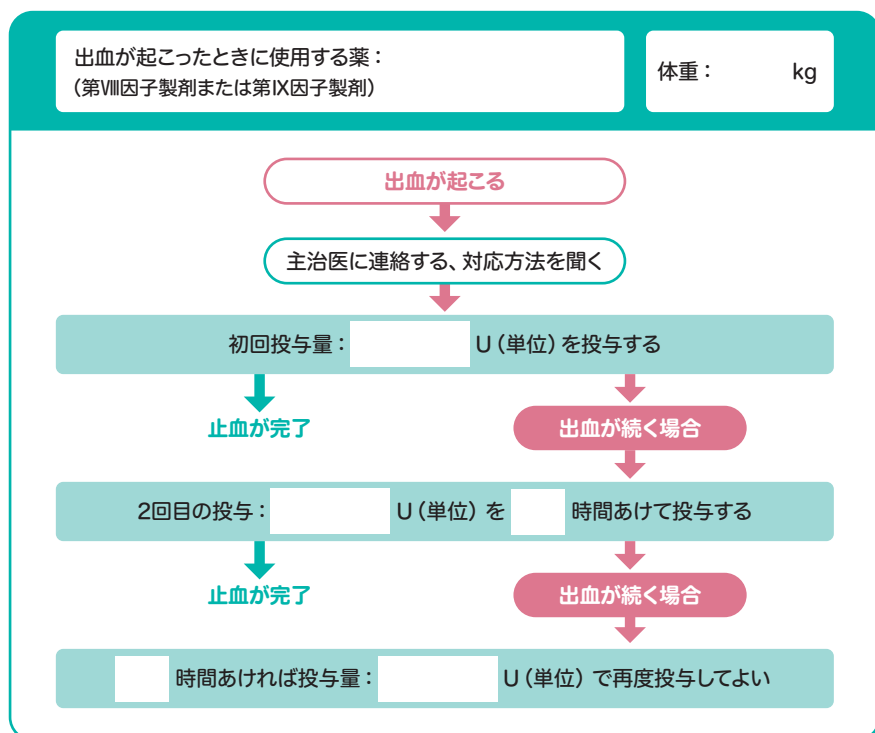 出血が起こったときに使用する薬：
（第Ⅷ因子製剤または第Ⅸ因子製剤）
体重： kg
出血が起こる
主治医に連絡する、対応方法を聞く
初回投与量： U（単位）を投与する
止血が完了
出血が続く場合
2回目の投与： U（単位）を 時間あけて投与する
止血が完了
出血が続く場合
時間あければ投与量： U（単位）で再度投与してよい